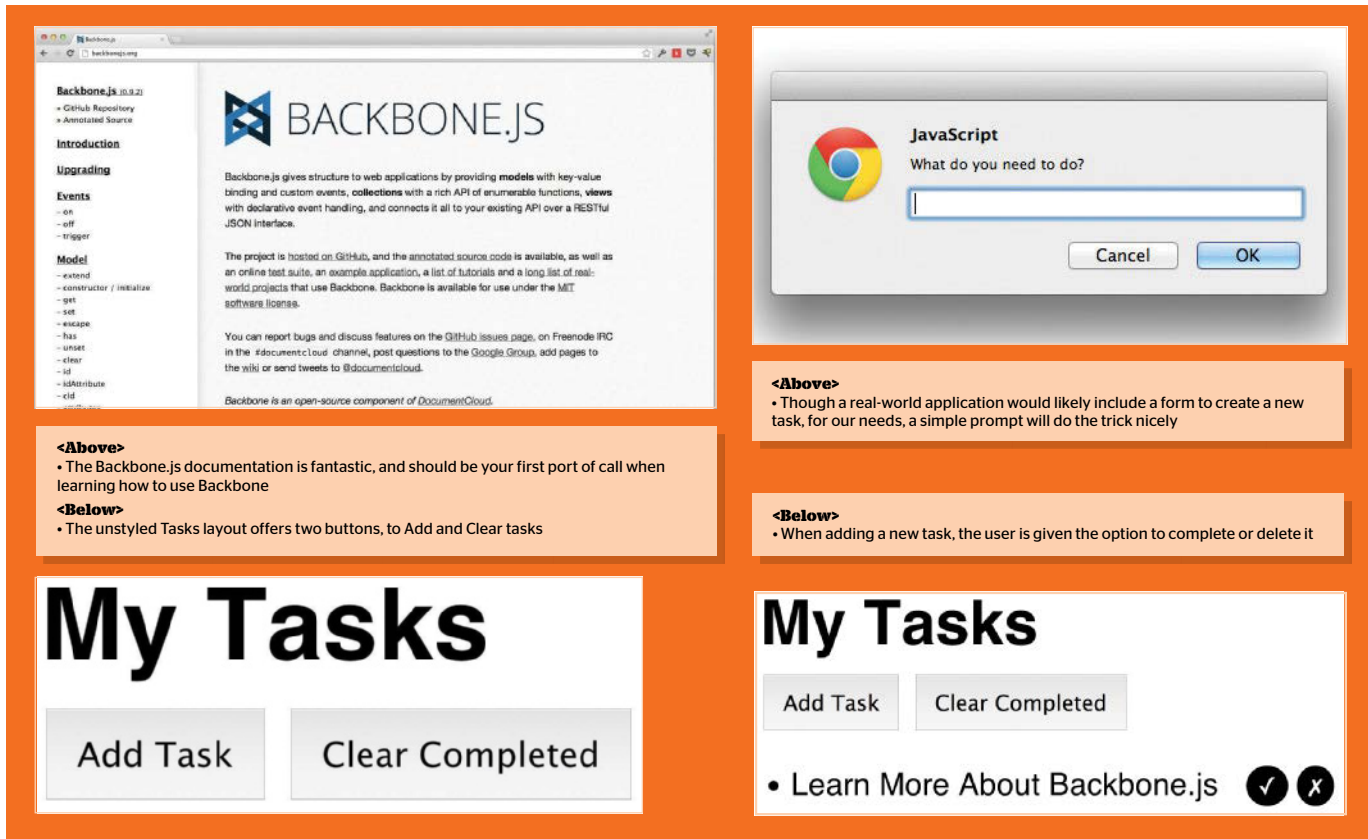 Backbone.js
backbonejs.org
Backbone.js (0.9.2)
» GitHub Repository
» Annotated Source
Introduction
Upgrading
Events
– on
– off
– trigger
Model
– extend
– constructor / initialize
– get
– set
– escape
– has
– unset
– clear
– id
– idAttribute
– cid
BACKBONE.JS
Backbone.js gives structure to web applications by providing models with key-value
binding and custom events, collections with a rich API of enumerable functions, views
with declarative event handling, and connects it all to your existing API over a RESTful
JSON interface.
The project is hosted on GitHub, and the annotated source code is available, as well as
an online test suite, an example application, a list of tutorials and a long list of real-
world projects that use Backbone. Backbone is available for use under the MIT
software license.
You can report bugs and discuss features on the GitHub issues page, on Freenode IRC
in the #documentcloud channel, post questions to the Google Group, add pages to
the wiki or send tweets to @documentcloud.
Backbone is an open-source component of DocumentCloud.
<Above>
• The Backbone.js documentation is fantastic, and should be your first port of call when
learning how to use Backbone
<Below>
• The unstyled Tasks layout offers two buttons, to Add and Clear tasks
My Tasks
Add Task
Clear Completed
JavaScript
What do you need to do?
Cancel
OK
<Above>
• Though a real-world application would likely include a form to create a new
task, for our needs, a simple prompt will do the trick nicely
<Below>
• When adding a new task, the user is given the option to complete or delete it
My Tasks
Add Task
Clear Completed
• Learn More About Backbone.js ✓ ✗